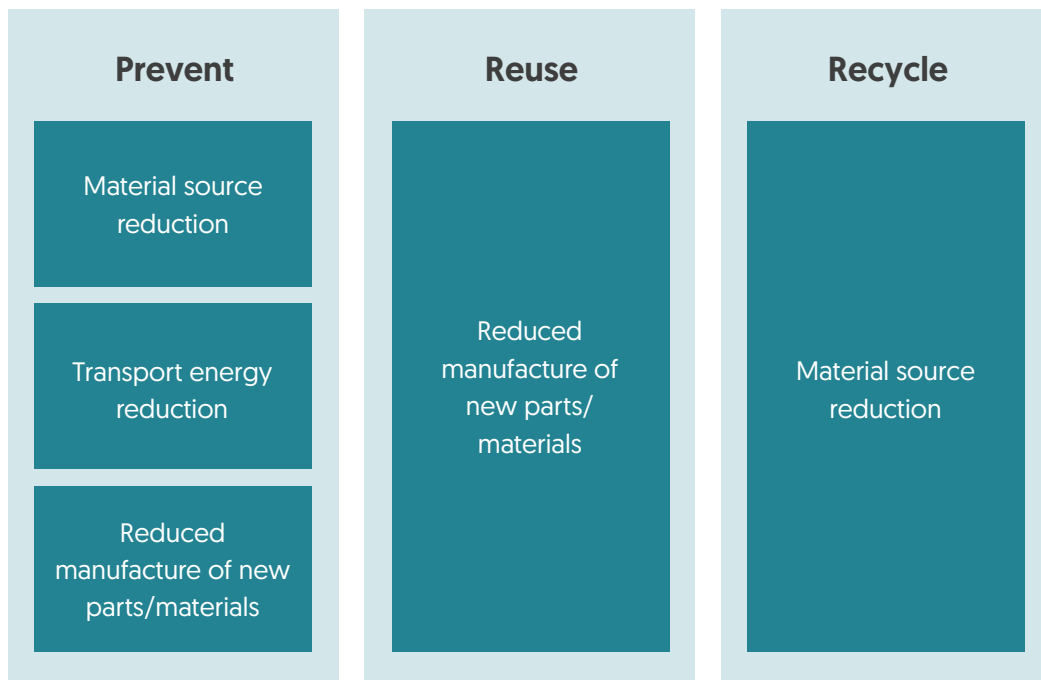 Prevent
Material source
reduction
Transport energy
reduction
Reduced
manufacture of new
parts/materials
Reuse
Reduced
manufacture of
new parts/
materials
Recycle
Material source
reduction